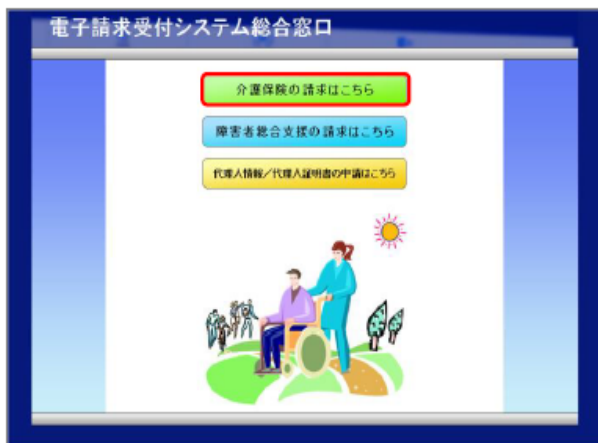 電子請求受付システム総合窓口
介護保険の請求はこちら
障害者総合支援の請求はこちら
代理人情報／代理人証明書の申請はこちら